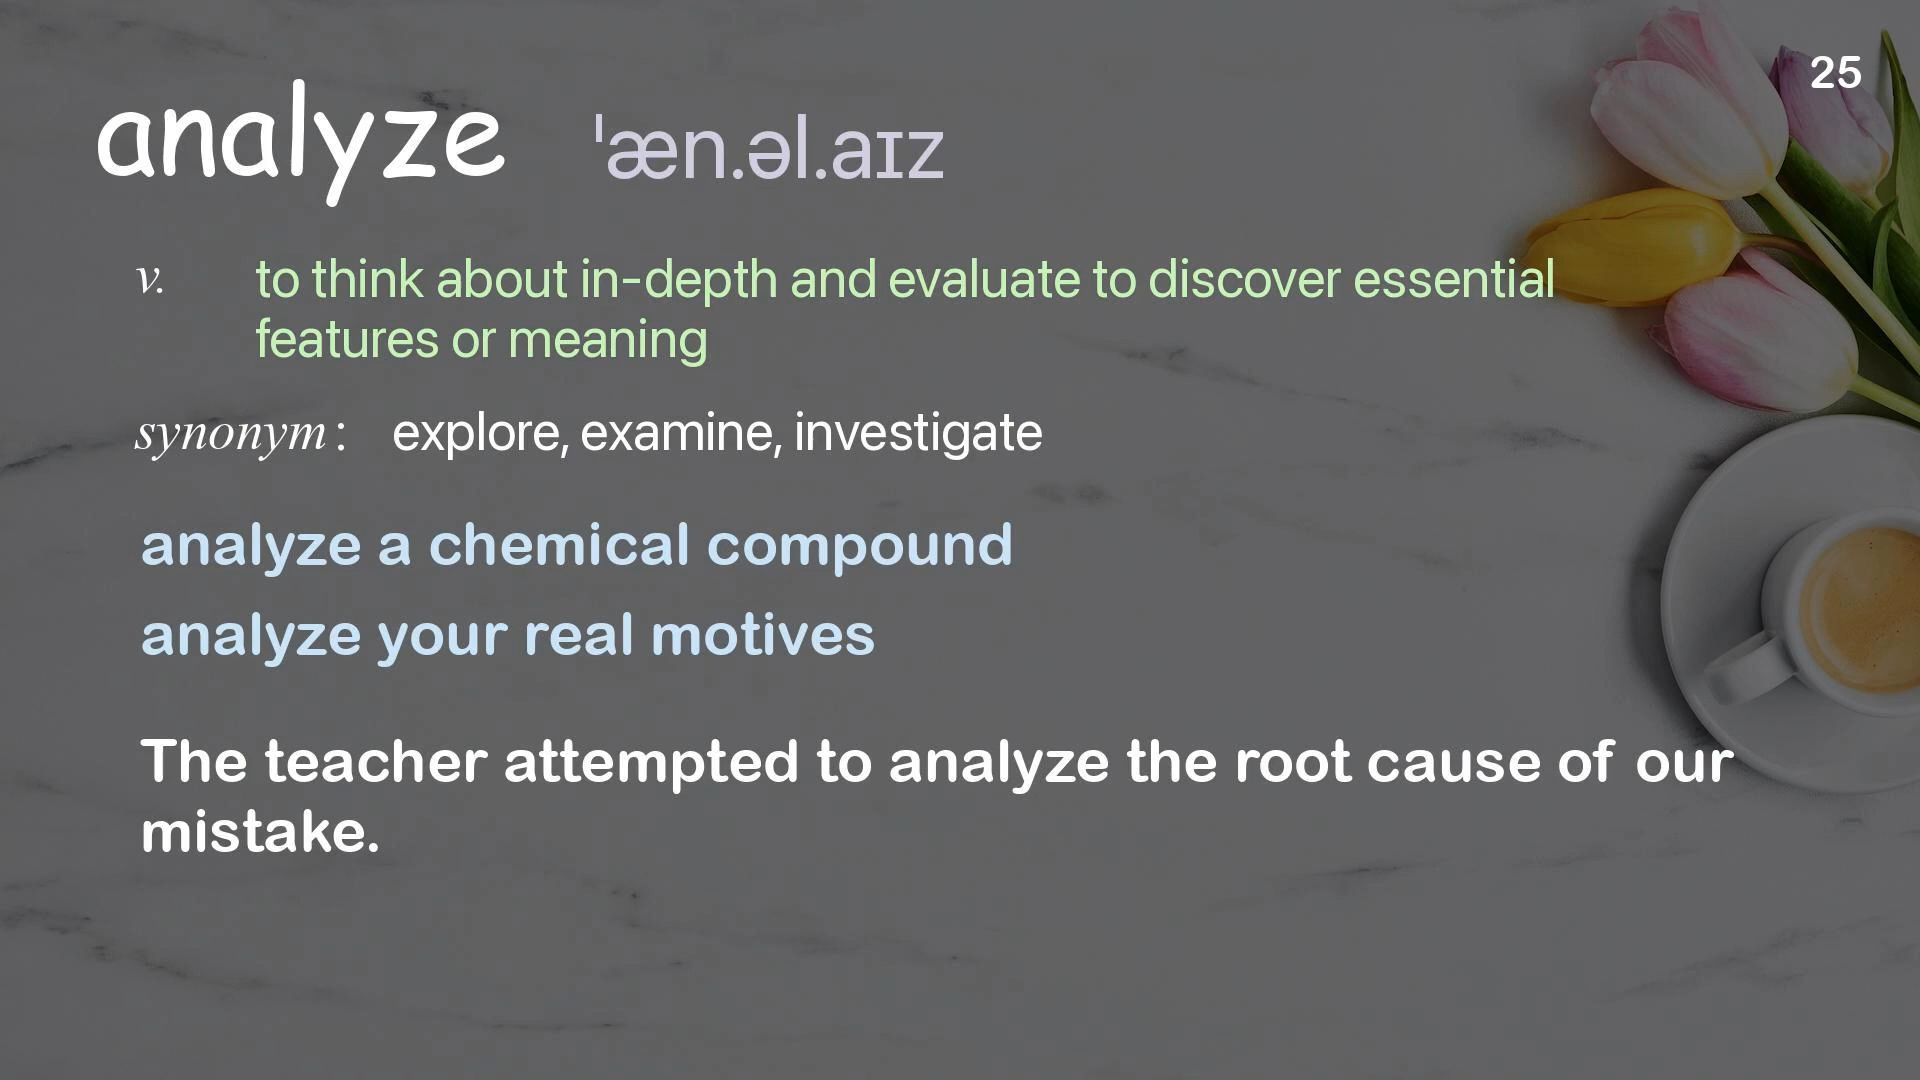 25
analyze ˈæn.əl.aɪz
v. to think about in-depth and evaluate to discover essential
features or meaning
synonym: explore, examine, investigate
analyze a chemical compound
analyze your real motives
The teacher attempted to analyze the root cause of our
mistake.